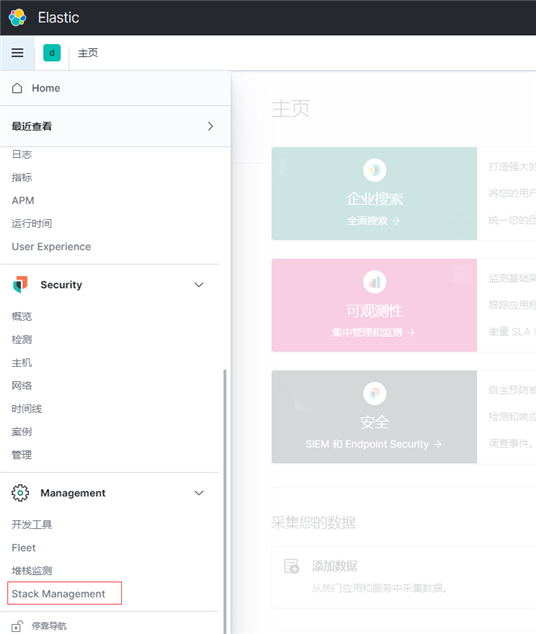 Elastic
d
主页
Home
最近查看
日志
指标
APM
运行时间
User Experience
Security
概览
检测
主机
网络
时间线
案例
管理
Management
开发工具
Fleet
堆栈监测
Stack Management
停靠导航
主页
企业搜索
全面搜索 →
打造强大的
将您的用户
统一您的团
可观测性
集中管理和监测 →
监测基础架
跟踪应用程
衡量 SLA
安全
SIEM 和 Endpoint Security →
自主预防威
检测和响应
调查事件。
采集您的数据
添加数据
从热门应用和服务中采集数据。